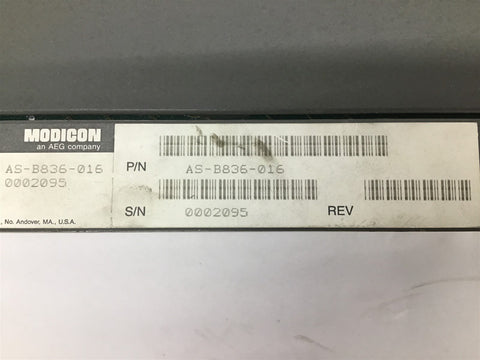 MODICON
an AEG company
AS-B836-016
0002095
, No. Andover, MA., U.S.A.
P/N AS-B836-016
S/N 0002095 REV